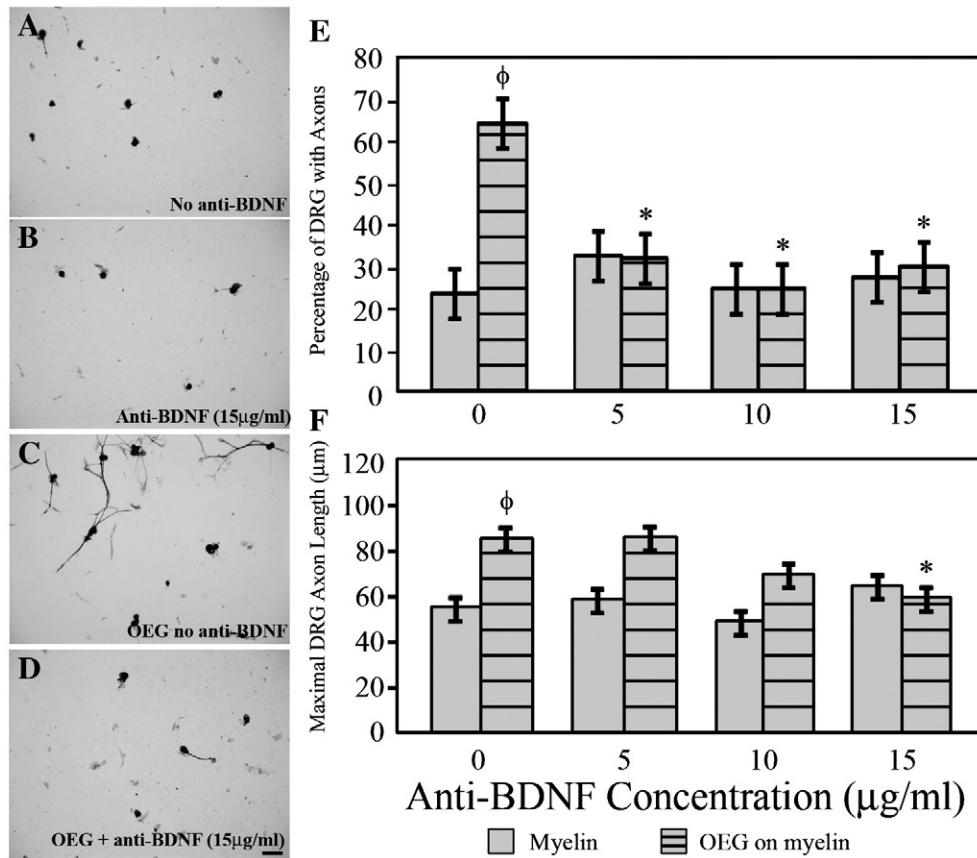 A
No anti-BDNF
B
Anti-BDNF (15μg/ml)
C
OEG no anti-BDNF
D
OEG + anti-BDNF (15μg/ml)
E
Percentage of DRG with Axons
80
70
60
50
40
30
20
10
0
ϕ
*
*
*
0 5 10 15
F
Maximal DRG Axon Length (μm)
120
100
80
60
40
20
0
ϕ
*
0 5 10 15
Anti-BDNF Concentration (μg/ml)
Myelin OEG on myelin